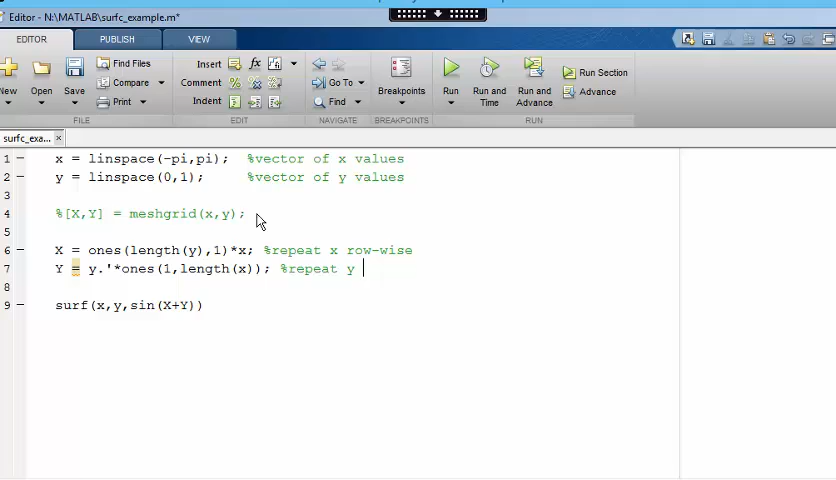 Editor - N:\MATLAB\surfc_example.m*
EDITOR PUBLISH VIEW
New Open Save Find Files Compare Print
Insert Comment Indent
Go To Find
Breakpoints
Run Run and Time Run and Advance Run Section Advance
FILE EDIT NAVIGATE BREAKPOINTS RUN
surfc_exa...
1 x = linspace(-pi,pi); %vector of x values
2 y = linspace(0,1); %vector of y values
3
4 %[X,Y] = meshgrid(x,y);
5
6 X = ones(length(y),1)*x; %repeat x row-wise
7 Y = y.'*ones(1,length(x)); %repeat y
8
9 surf(x,y,sin(X+Y))